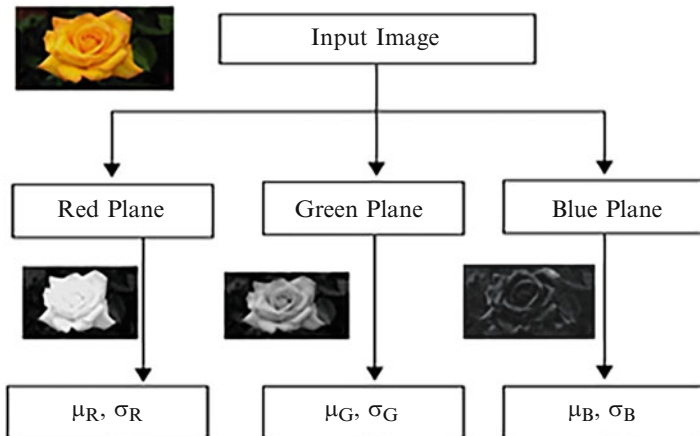 Input Image
Red Plane
Green Plane
Blue Plane
μR, σR
μG, σG
μB, σB